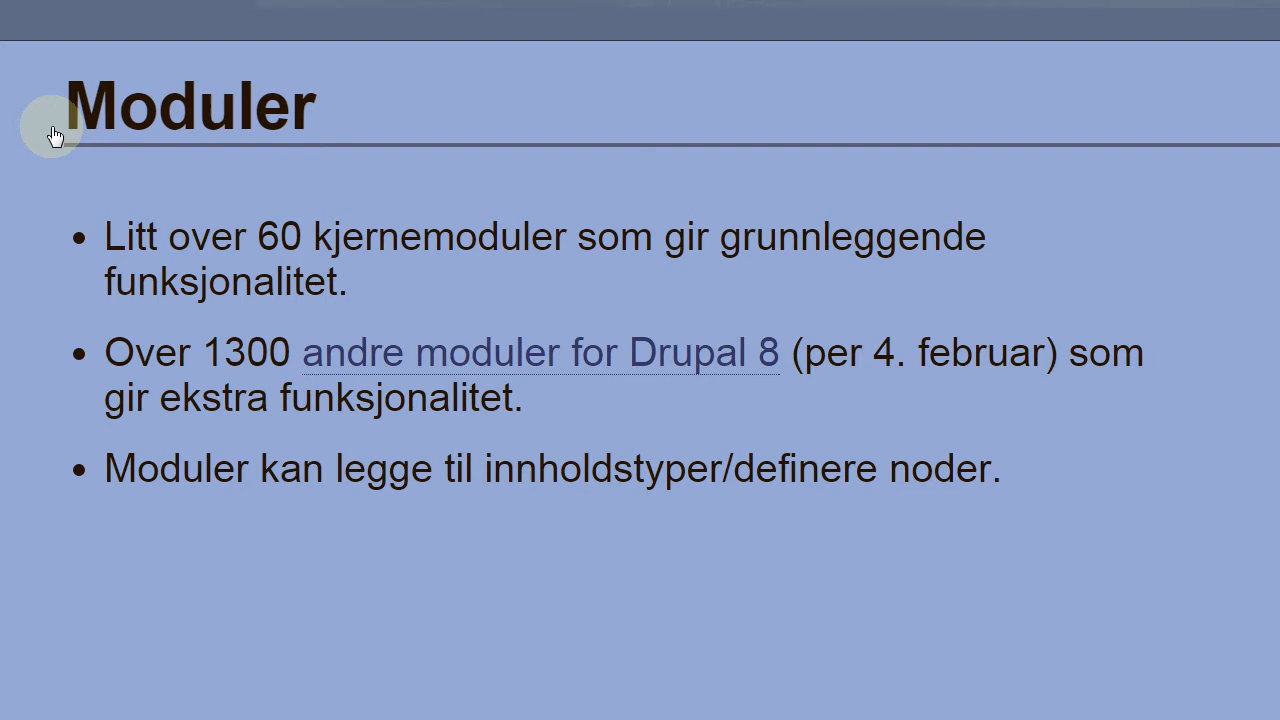 Moduler
• Litt over 60 kjernemoduler som gir grunnleggende
funksjonalitet.
• Over 1300 andre moduler for Drupal 8 (per 4. februar) som
gir ekstra funksjonalitet.
• Moduler kan legge til innholdstyper/definere noder.